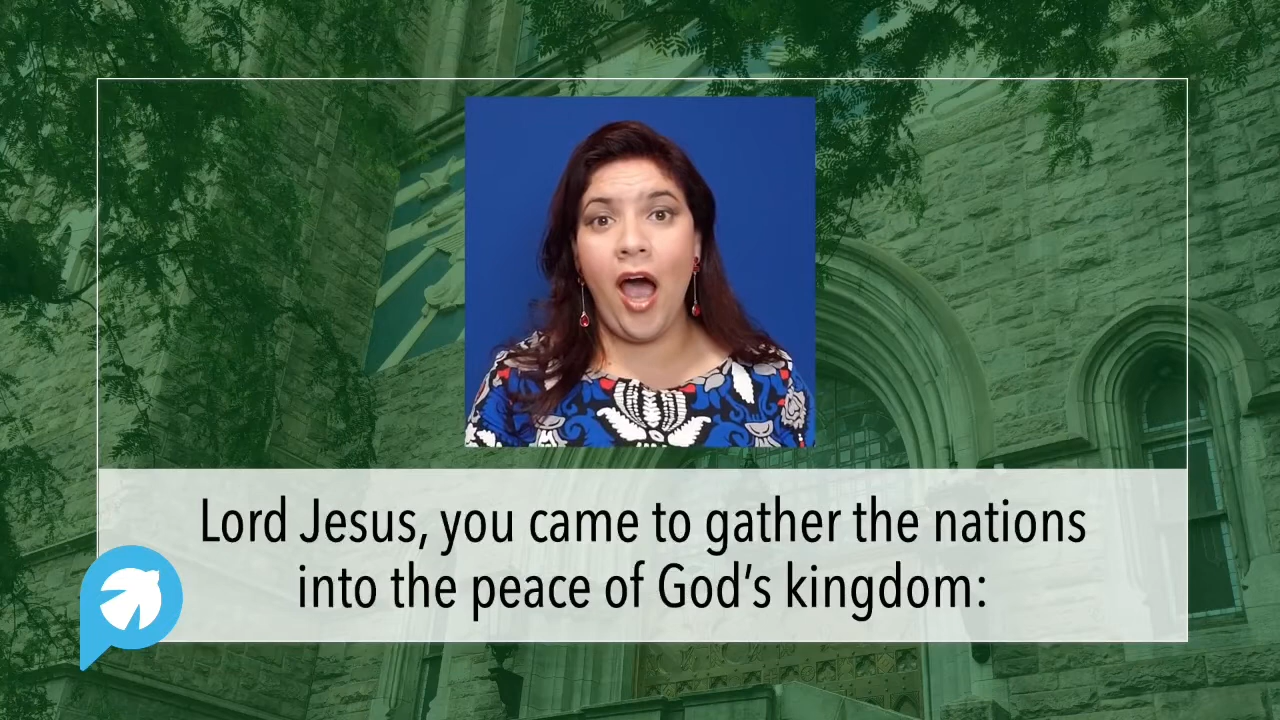 Lord Jesus, you came to gather the nations
into the peace of God's kingdom: